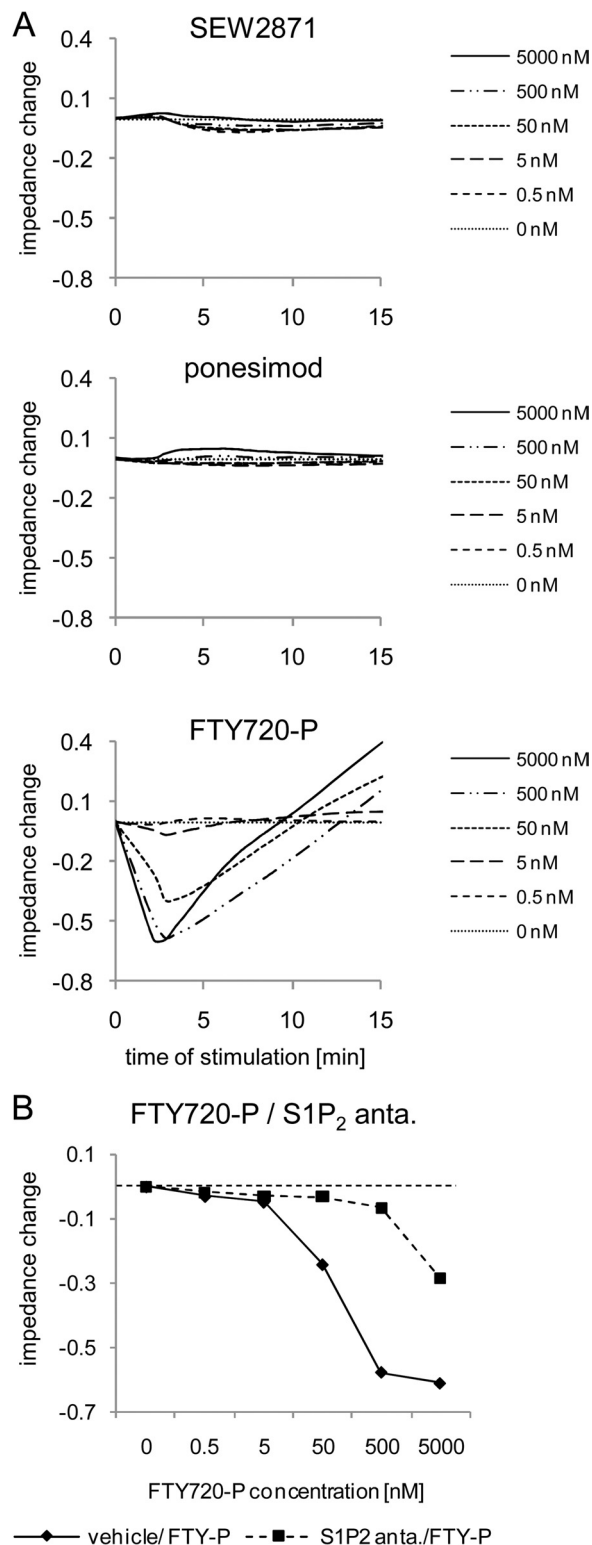 A
SEW2871
impedance change
0.4
0.1
-0.2
-0.5
-0.8
0 5 10 15
5000 nM
500 nM
50 nM
5 nM
0.5 nM
0 nM
ponesimod
impedance change
0.4
0.1
-0.2
-0.5
-0.8
0 5 10 15
5000 nM
500 nM
50 nM
5 nM
0.5 nM
0 nM
FTY720-P
impedance change
0.4
0.1
-0.2
-0.5
-0.8
0 5 10 15
time of stimulation [min]
5000 nM
500 nM
50 nM
5 nM
0.5 nM
0 nM
B
FTY720-P / S1P₂ anta.
impedance change
0.1
-0.1
-0.3
-0.5
-0.7
0 0.5 5 50 500 5000
FTY720-P concentration [nM]
vehicle/ FTY-P S1P2 anta./FTY-P